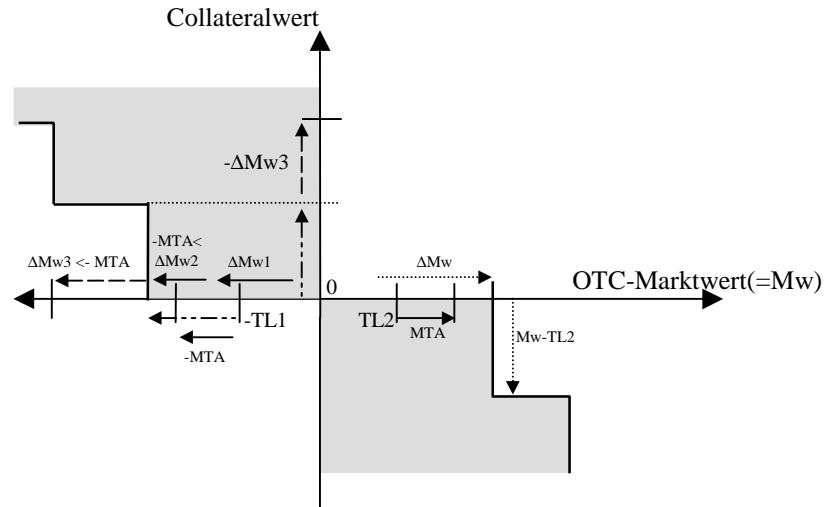 Collateralwert
-ΔMw3
-MTA<
ΔMw3 <- MTA
ΔMw2
ΔMw1
ΔMw
0
OTC-Marktwert(=Mw)
-TL1
TL2
MTA
Mw-TL2
-MTA